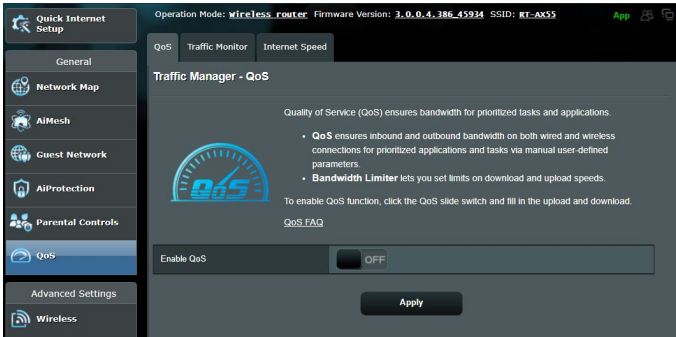 Quick Internet
Setup
Operation Mode: Wireless router Firmware Version: 3.0.0.4.386_45934 SSID: RT-AX55
App
QoS Traffic Monitor Internet Speed
General
Network Map
AiMesh
Guest Network
AiProtection
Parental Controls
QoS
Advanced Settings
Wireless
Traffic Manager - QoS
QoS
Quality of Service (QoS) ensures bandwidth for prioritized tasks and applications.
• QoS ensures inbound and outbound bandwidth on both wired and wireless
connections for prioritized applications and tasks via manual user-defined
parameters.
• Bandwidth Limiter lets you set limits on download and upload speeds.
To enable QoS function, click the QoS slide switch and fill in the upload and download.
QoS FAQ
Enable QoS
OFF
Apply